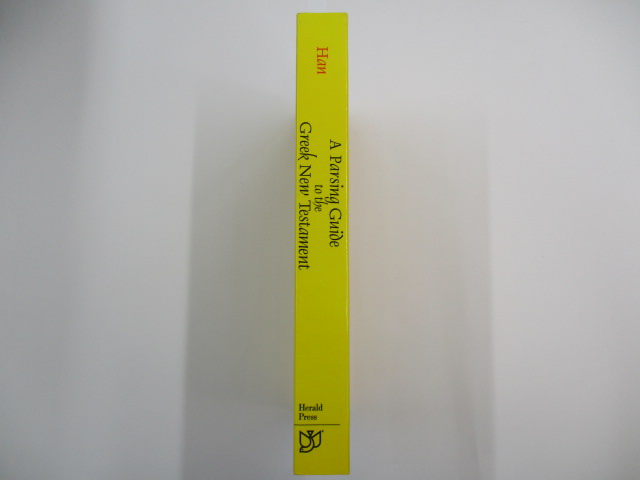 Han
A Parsing Guide
to the
Greek New Testament
Herald
Press